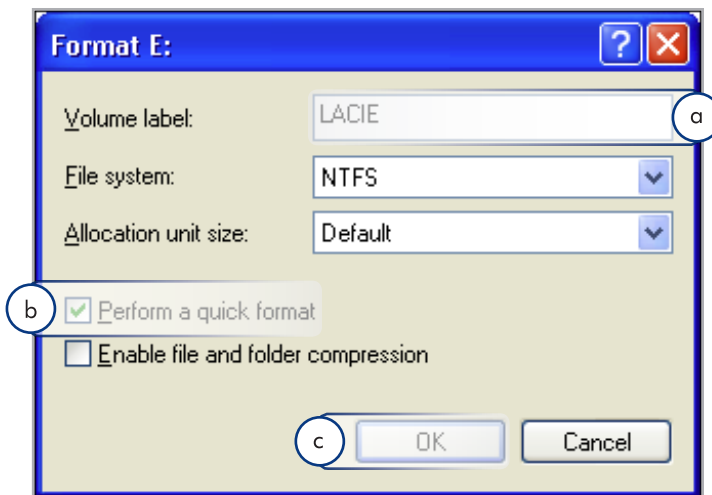 Format E:
Volume label: LACIE a
File system: NTFS
Allocation unit size: Default
b Perform a quick format
Enable file and folder compression
c OK Cancel